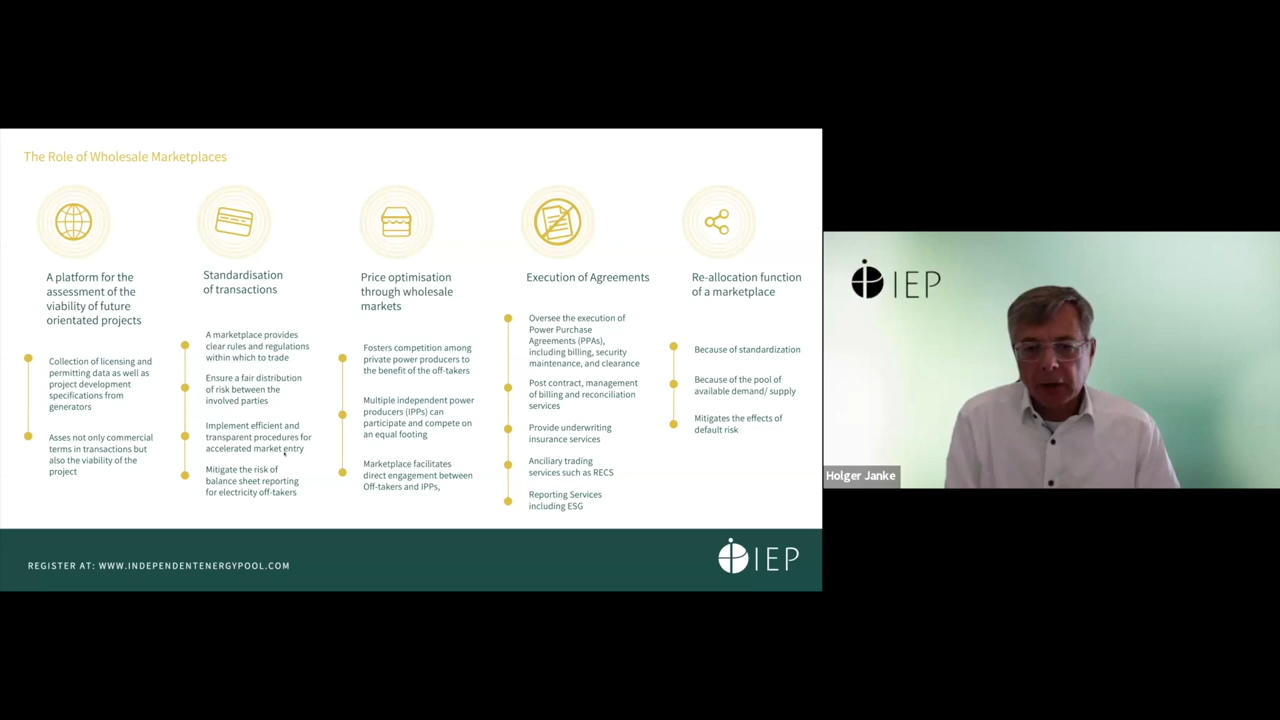 The Role of Wholesale Marketplaces
A platform for the
assessment of the
viability of future
orientated projects
Collection of licensing and
permitting data as well as
project development
specifications from
generators
Asses not only commercial
terms in transactions but
also the viability of the
project
Standardisation
of transactions
A marketplace provides
clear rules and regulations
within which to trade
Ensure a fair distribution
of risk between the
involved parties
Implement efficient and
transparent procedures for
accelerated market entry
Mitigate the risk of
balance sheet reporting
for electricity off-takers
Price optimisation
through wholesale
markets
Fosters competition among
private power producers to
the benefit of the off-takers
Multiple independent power
producers (IPPs) can
participate and compete on
an equal footing
Marketplace facilitates
direct engagement between
Off-takers and IPPs,
Execution of Agreements
Oversee the execution of
Power Purchase
Agreements (PPAs),
including billing, security
maintenance, and clearance
Post contract, management
of billing and reconciliation
services
Provide underwriting
insurance services
Anciliary trading
services such as RECS
Reporting Services
including ESG
Re-allocation function
of a marketplace
Because of standardization
Because of the pool of
available demand/ supply
Mitigates the effects of
default risk
REGISTER AT: WWW.INDEPENDENTENERGYPOOL.COM
IEP
IEP
Holger Janke